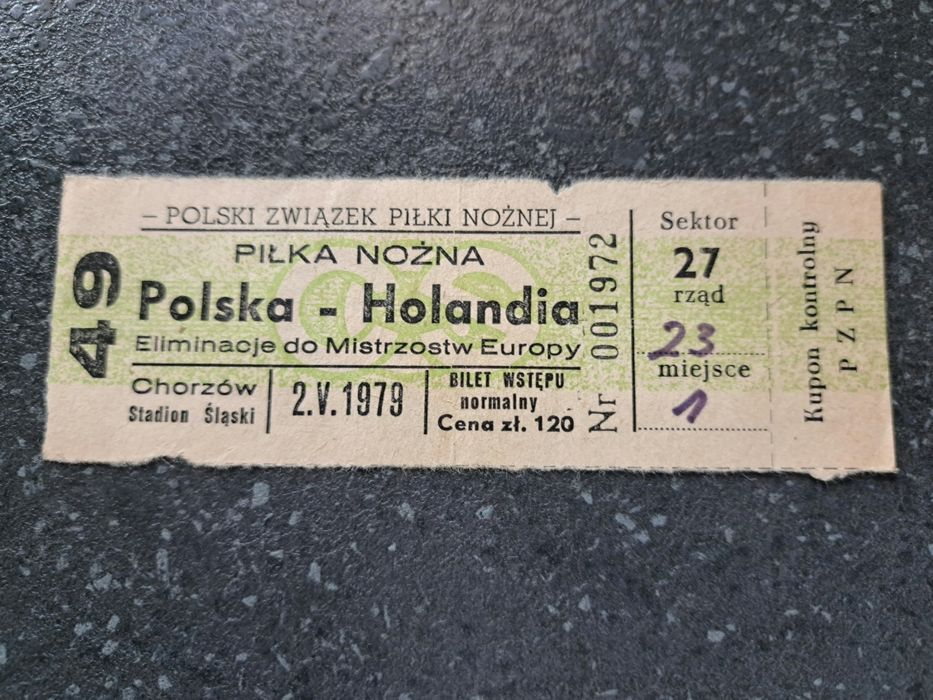 49
– POLSKI ZWIĄZEK PIŁKI NOŻNEJ –
PIŁKA NOŻNA
Polska - Holandia
Eliminacje do Mistrzostw Europy
Chorzów
Stadion Śląski
2.V.1979
BILET WSTĘPU
normalny
Cena zł. 120
Nr 001972
Sektor
27
rząd
23
miejsce
1
Kupon kontrolny
PZPN